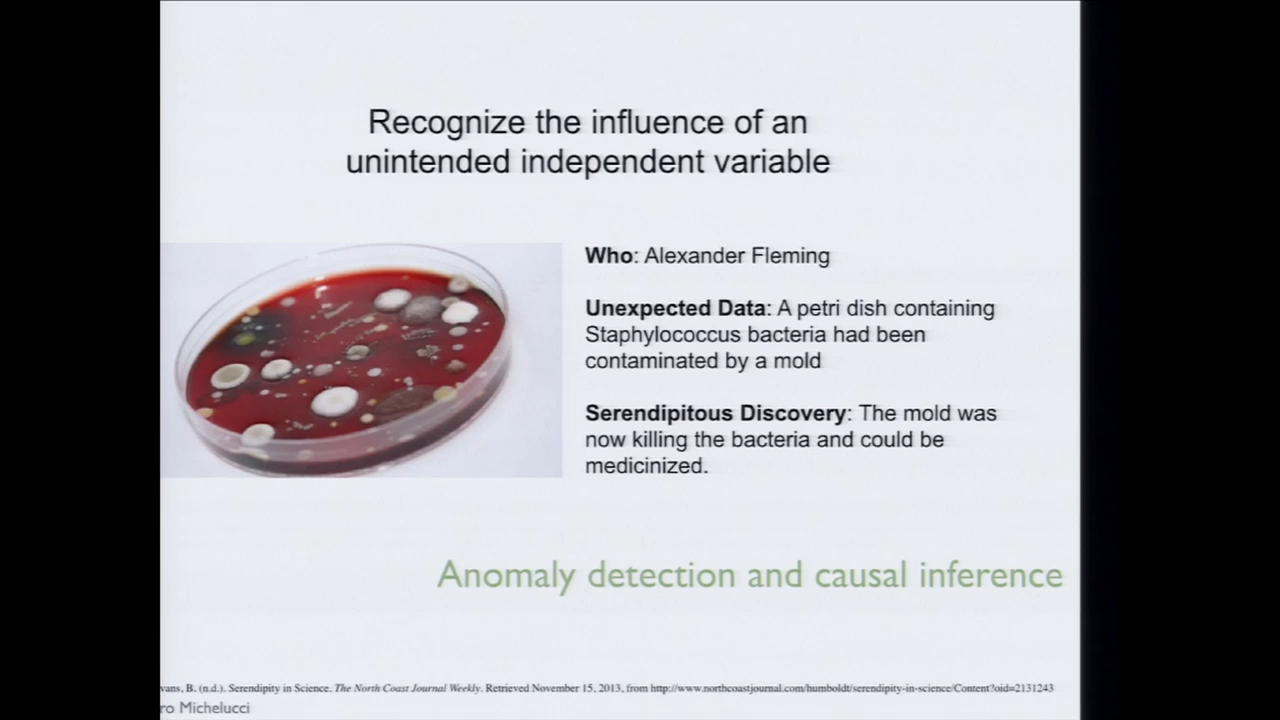 Recognize the influence of an
unintended independent variable
Who: Alexander Fleming
Unexpected Data: A petri dish containing
Staphylococcus bacteria had been
contaminated by a mold
Serendipitous Discovery: The mold was
now killing the bacteria and could be
medicinized.
Anomaly detection and causal inference
vans, B. (n.d.). Serendipity in Science. The North Coast Journal Weekly. Retrieved November 15, 2013, from http://www.northcoastjournal.com/humboldt/serendipity-in-science/Content?oid=2131243
ro Michelucci